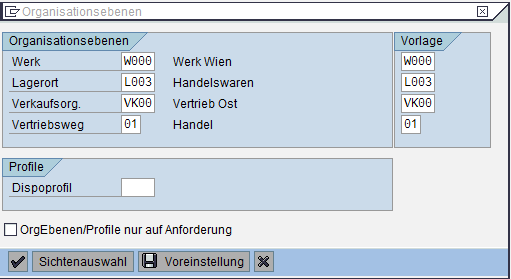 Organisationsebenen
Organisationsebenen Vorlage
Werk W000 Werk Wien W000
Lagerort L003 Handelswaren L003
Verkaufsorg. VK00 Vertrieb Ost VK00
Vertriebsweg 01 Handel 01
Profile
Dispoprofil
OrgEbenen/Profile nur auf Anforderung
Sichtenauswahl Voreinstellung